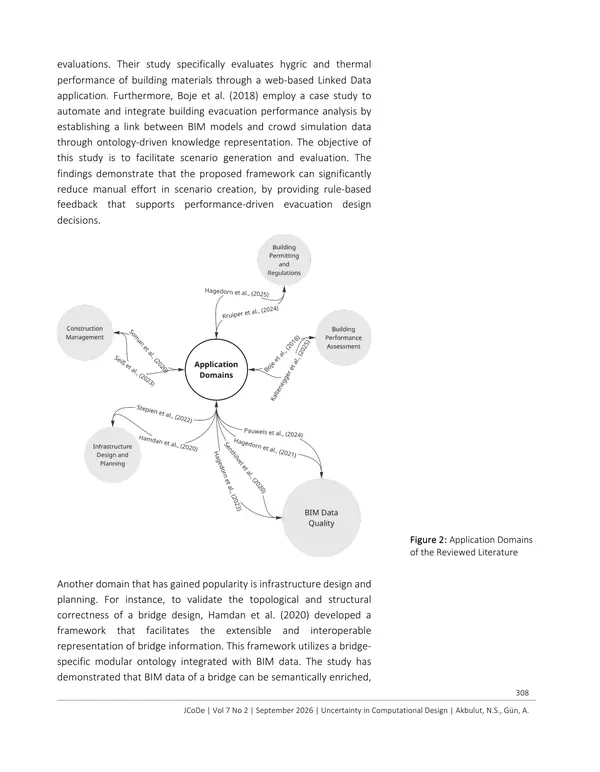 evaluations. Their study specifically evaluates hygric and thermal
performance of building materials through a web-based Linked Data
application. Furthermore, Boje et al. (2018) employ a case study to
automate and integrate building evacuation performance analysis by
establishing a link between BIM models and crowd simulation data
through ontology-driven knowledge representation. The objective of
this study is to facilitate scenario generation and evaluation. The
findings demonstrate that the proposed framework can significantly
reduce manual effort in scenario creation, by providing rule-based
feedback that supports performance-driven evacuation design
decisions.
Building
Permitting
and
Regulations
Hagedorn et al., (2025)
Kruiper et al., (2024)
Construction
Management
Soman et al., (2020)
Seiß et al., (2023)
Application
Domains
Boje et al., (2018)
Kaltenegger et al., (2025)
Building
Performance
Assessment
Stepien et al., (2022)
Hamdan et al., (2020)
Infrastructure
Design and
Planning
Pauwels et al., (2024)
Hagedorn et al., (2021)
Senthilvel et al., (2020)
Hagedorn et al., (2023)
BIM Data
Quality
Figure 2: Application Domains
of the Reviewed Literature
Another domain that has gained popularity is infrastructure design and
planning. For instance, to validate the topological and structural
correctness of a bridge design, Hamdan et al. (2020) developed a
framework that facilitates the extensible and interoperable
representation of bridge information. This framework utilizes a bridge-
specific modular ontology integrated with BIM data. The study has
demonstrated that BIM data of a bridge can be semantically enriched,
308
JCoDe | Vol 7 No 2 | September 2026 | Uncertainty in Computational Design | Akbulut, N.S., Gün, A.